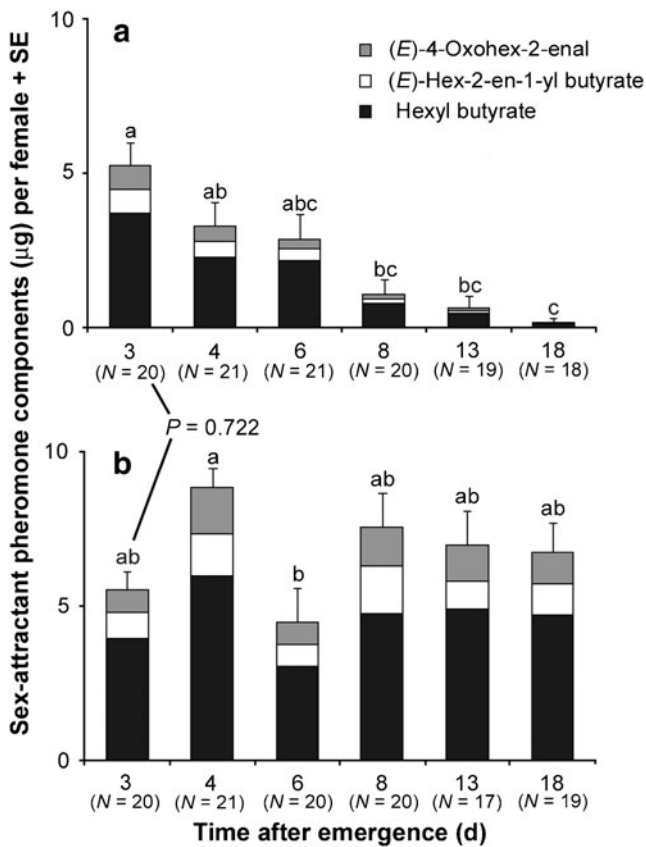 Sex-attractant pheromone components (μg) per female + SE
10
a
(E)-4-Oxohex-2-enal
(E)-Hex-2-en-1-yl butyrate
Hexyl butyrate
a
5
ab
abc
bc
bc
c
0
3 4 6 8 13 18
(N = 20) (N = 21) (N = 21) (N = 20) (N = 19) (N = 18)
P = 0.722
10
b
a
ab
ab
ab
ab
b
5
0
3 4 6 8 13 18
(N = 20) (N = 21) (N = 20) (N = 20) (N = 17) (N = 19)
Time after emergence (d)